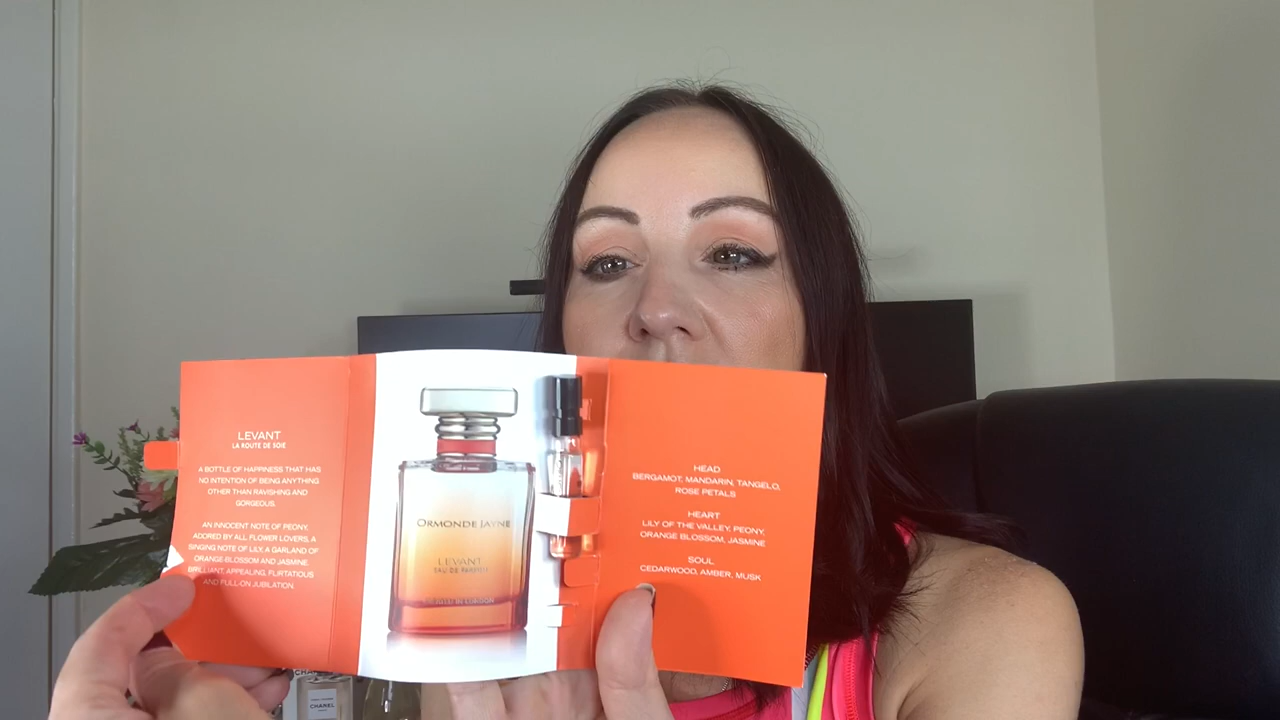 LEVANT
LA ROUTE DE SOIE
A BOTTLE OF HAPPINESS THAT HAS
NO INTENTION OF BEING ANYTHING
OTHER THAN RAVISHING AND
GORGEOUS.
AN INNOCENT NOTE OF PEONY,
ADORED BY ALL FLOWER LOVERS, A
SINGING NOTE OF LILY, A GARLAND OF
ORANGE-BLOSSOM AND JASMINE.
BRILLIANT, APPEALING, FLIRTATIOUS
AND FULL-ON JUBILATION.
ORMONDE JAYNE
LEVANT
EAU DE PARFUM
HEAD
BERGAMOT, MANDARIN, TANGELO,
ROSE PETALS
HEART
LILY OF THE VALLEY, PEONY,
ORANGE BLOSSOM, JASMINE
SOUL
CEDARWOOD, AMBER, MUSK
CHANEL